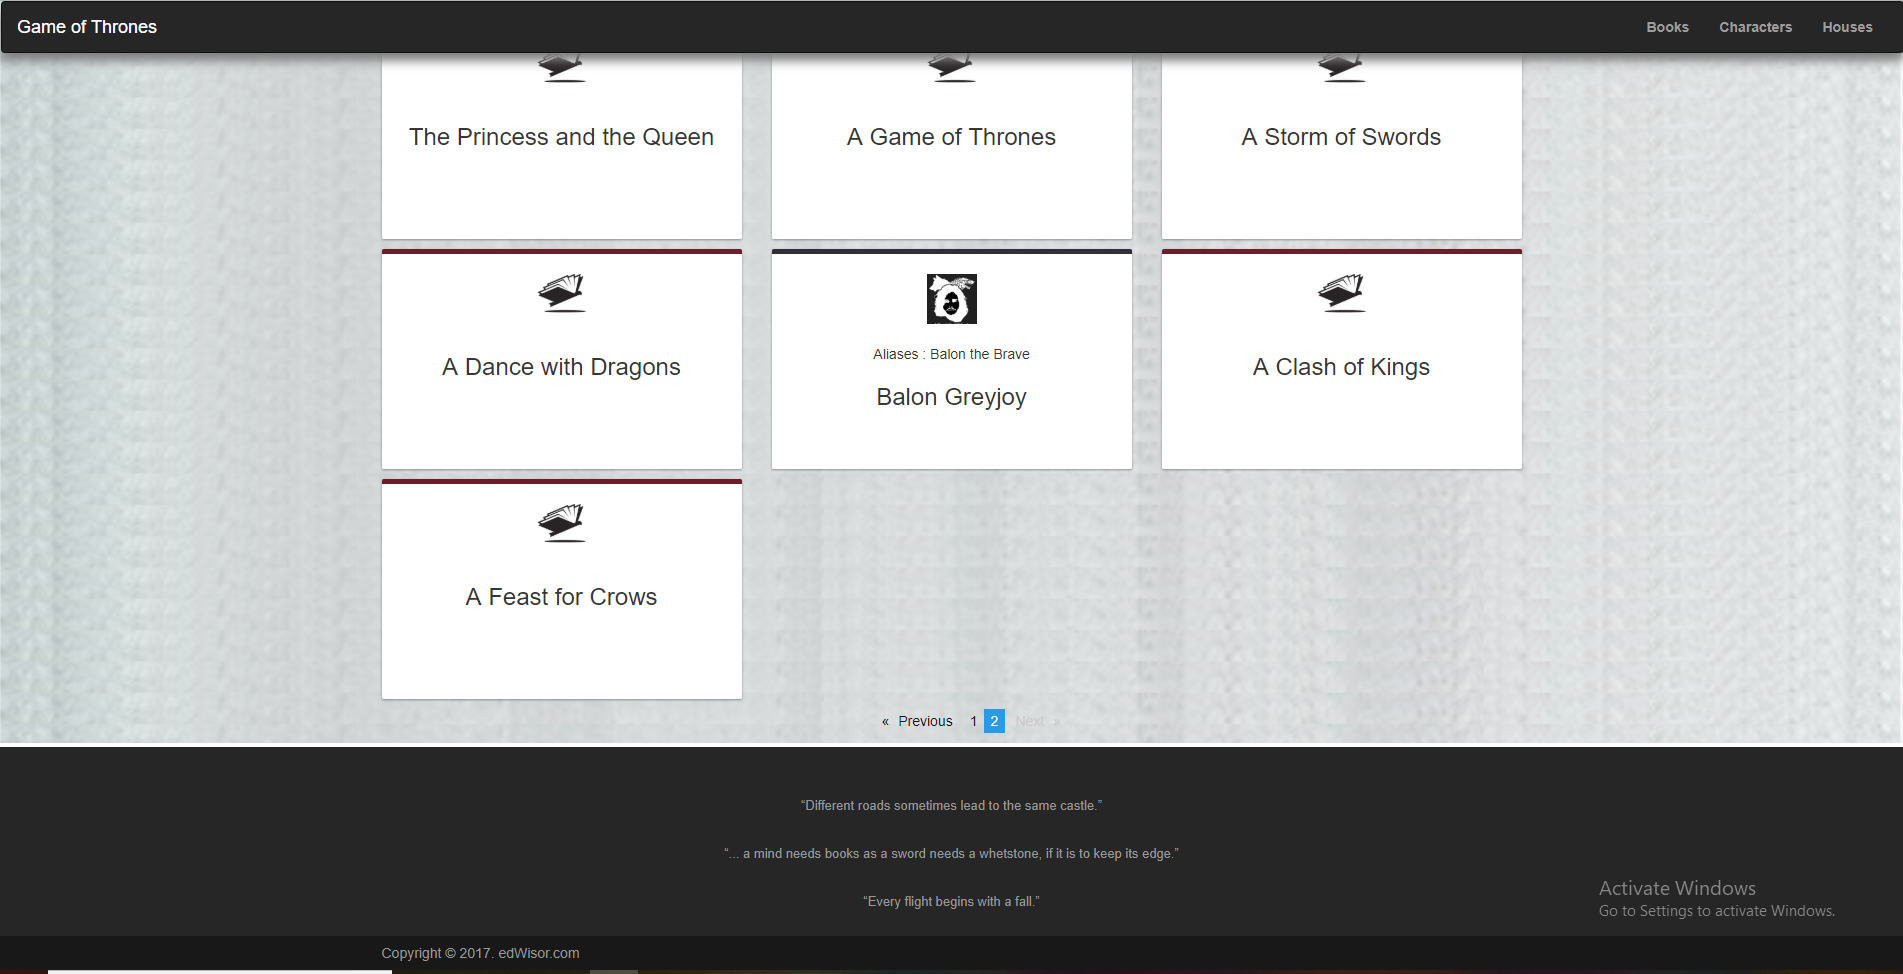 Game of Thrones
Books Characters Houses
The Princess and the Queen
A Game of Thrones
A Storm of Swords
A Dance with Dragons
Aliases : Balon the Brave
Balon Greyjoy
A Clash of Kings
A Feast for Crows
« Previous 1 2 Next »
“Different roads sometimes lead to the same castle.”
“... a mind needs books as a sword needs a whetstone, if it is to keep its edge.”
“Every flight begins with a fall.”
Activate Windows
Go to Settings to activate Windows.
Copyright © 2017. edWisor.com